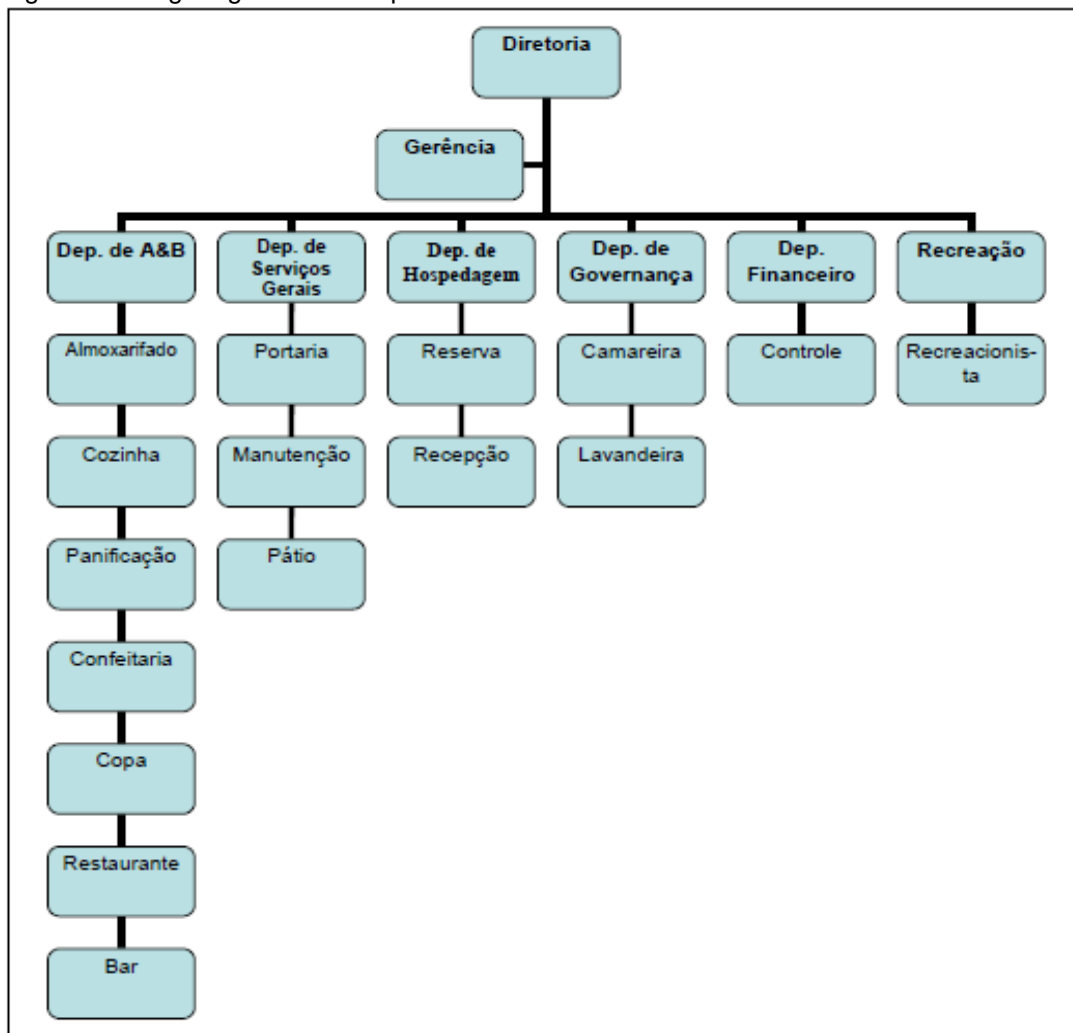 Diretoria
Gerência
Dep. de A&B
Dep. de
Serviços
Gerais
Dep. de
Hospedagem
Dep. de
Governança
Dep.
Financeiro
Recreação
Almoxarifado
Portaria
Reserva
Camareira
Controle
Recreacionis-
ta
Cozinha
Manutenção
Recepção
Lavandeira
Panificação
Pátio
Confeitaria
Copa
Restaurante
Bar